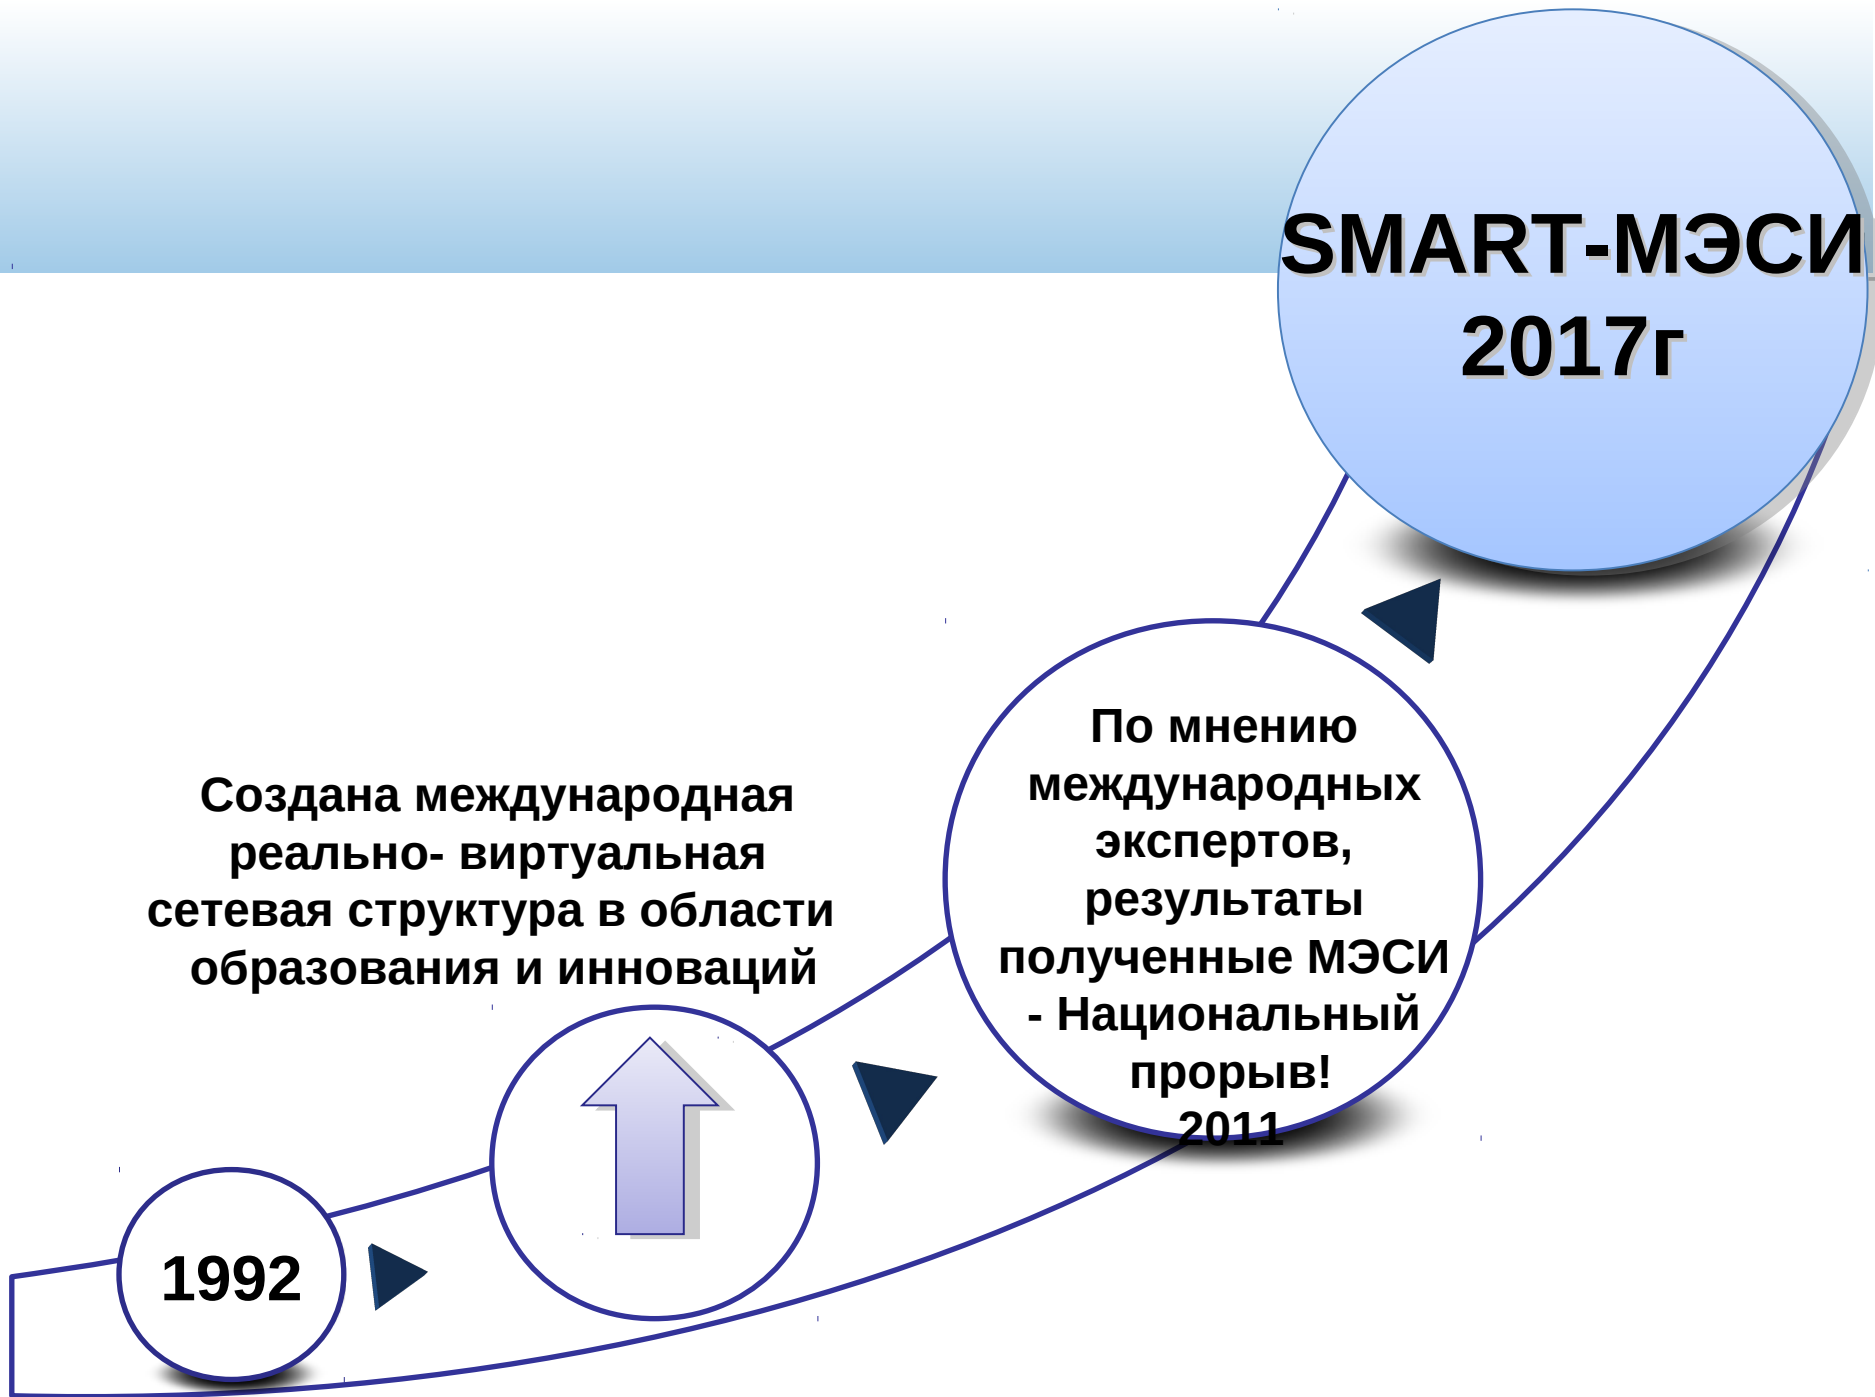 SMART-МЭСИ
2017г
По мнению
международных
экспертов,
результаты
полученные МЭСИ
- Национальный
прорыв!
2011
Создана международная
реально- виртуальная
сетевая структура в области
образования и инноваций
1992